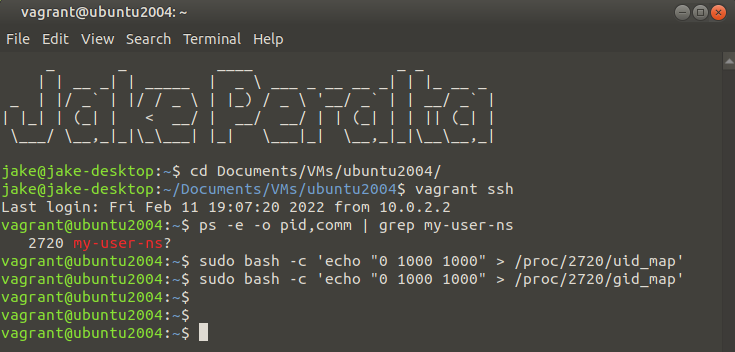 vagrant@ubuntu2004: ~
File Edit View Search Terminal Help
Jake Peralta
jake@jake-desktop:~$ cd Documents/VMs/ubuntu2004/
jake@jake-desktop:~/Documents/VMs/ubuntu2004$ vagrant ssh
Last login: Fri Feb 11 19:07:20 2022 from 10.0.2.2
vagrant@ubuntu2004:~$ ps -e -o pid,comm | grep my-user-ns
2720 my-user-ns?
vagrant@ubuntu2004:~$ sudo bash -c 'echo "0 1000 1000" > /proc/2720/uid_map'
vagrant@ubuntu2004:~$ sudo bash -c 'echo "0 1000 1000" > /proc/2720/gid_map'
vagrant@ubuntu2004:~$
vagrant@ubuntu2004:~$
vagrant@ubuntu2004:~$